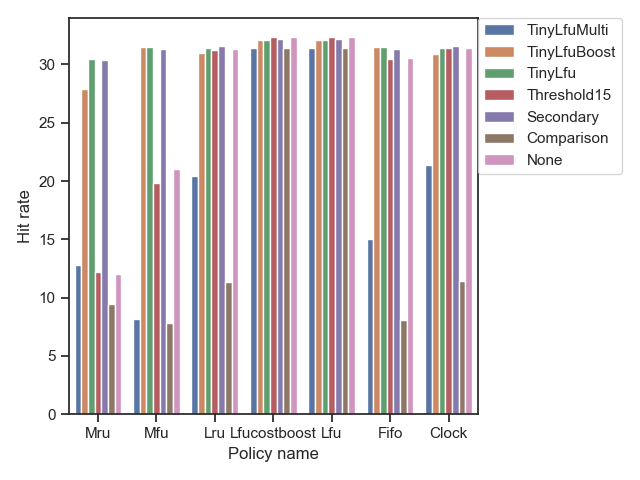 TinyLfuMulti
TinyLfuBoost
TinyLfu
Threshold15
Secondary
Comparison
None
Hit rate
30
25
20
15
10
5
0
Mru Mfu Lru Lfucostboost Lfu Fifo Clock
Policy name